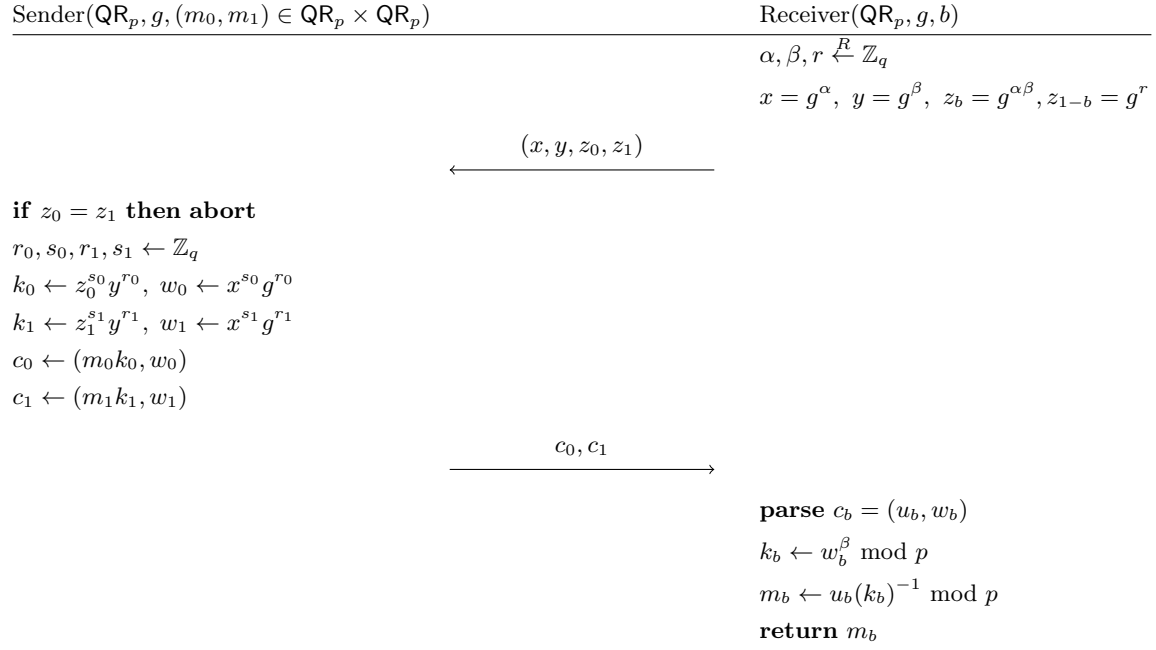 Sender(QR_p, g, (m_0, m_1) ∈ QR_p × QR_p) Receiver(QR_p, g, b)
α, β, r ←^R ℤ_q
x = g^α, y = g^β, z_b = g^{αβ}, z_{1−b} = g^r
(x, y, z_0, z_1)
if z_0 = z_1 then abort
r_0, s_0, r_1, s_1 ← ℤ_q
k_0 ← z_0^{s_0} y^{r_0}, w_0 ← x^{s_0} g^{r_0}
k_1 ← z_1^{s_1} y^{r_1}, w_1 ← x^{s_1} g^{r_1}
c_0 ← (m_0 k_0, w_0)
c_1 ← (m_1 k_1, w_1)
c_0, c_1
parse c_b = (u_b, w_b)
k_b ← w_b^β mod p
m_b ← u_b(k_b)^{−1} mod p
return m_b